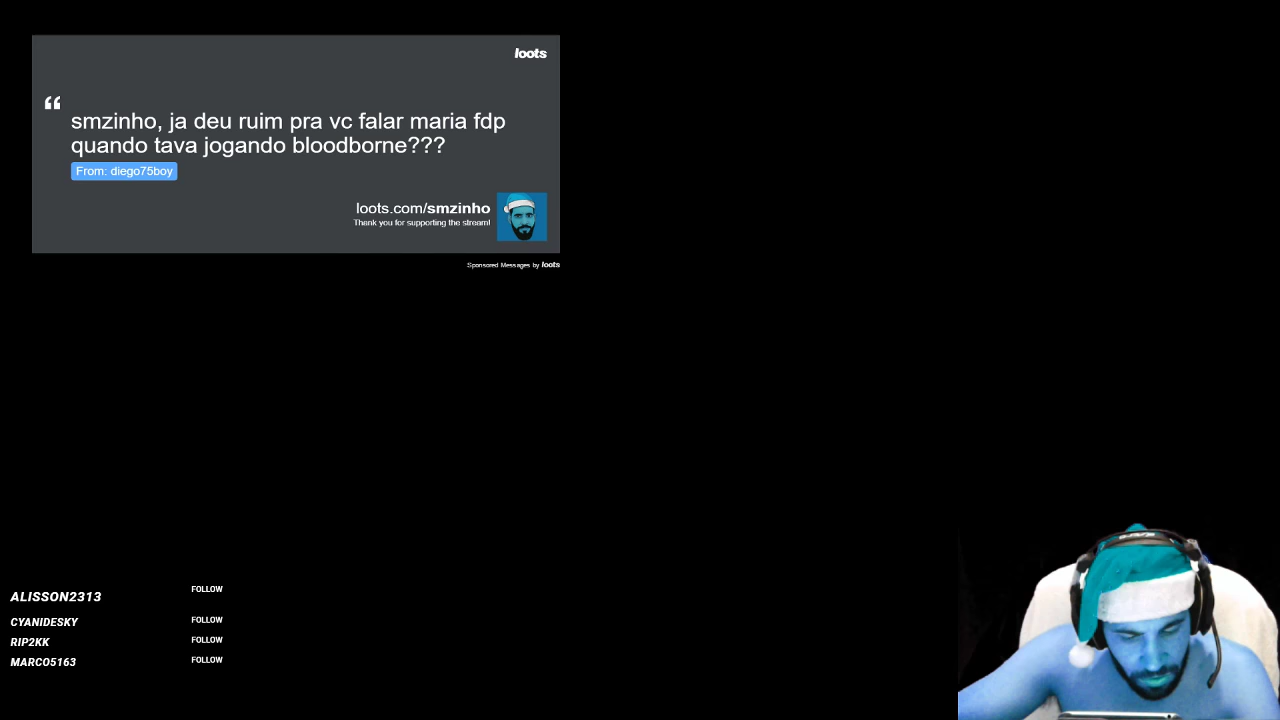 loots
“
smzinho, ja deu ruim pra vc falar maria fdp
quando tava jogando bloodborne???
From: diego75boy
loots.com/smzinho
Thank you for supporting the stream!
Sponsored Messages by loots
ALISSON2313 FOLLOW
CYANIDESKY FOLLOW
RIP2KK FOLLOW
MARCO5163 FOLLOW